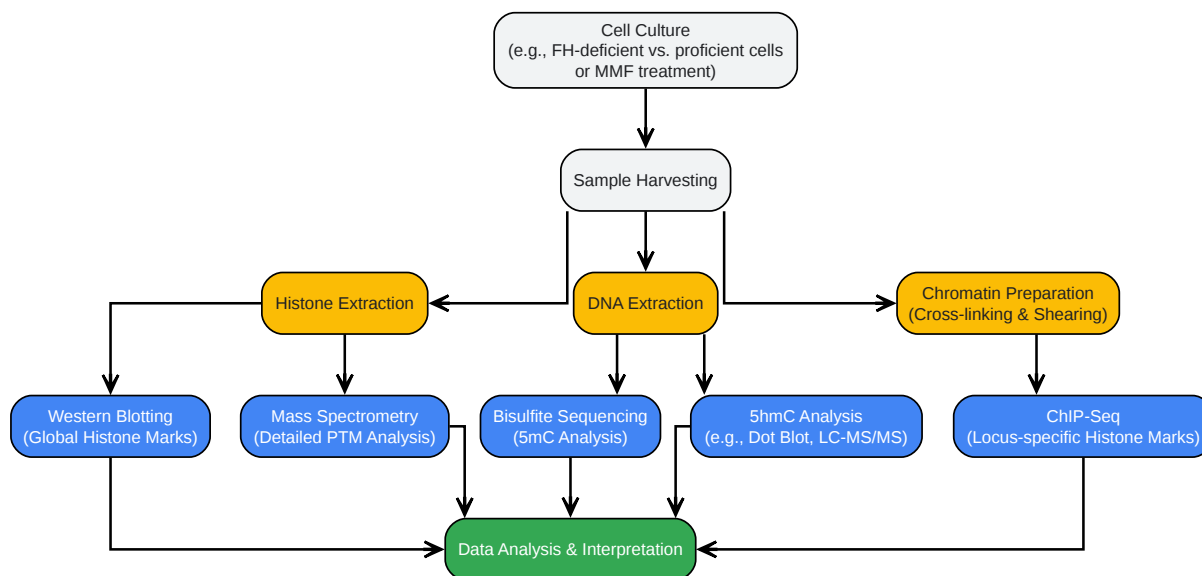 Cell Culture
(e.g., FH-deficient vs. proficient cells
or MMF treatment)
Sample Harvesting
Histone Extraction
DNA Extraction
Chromatin Preparation
(Cross-linking & Shearing)
Western Blotting
(Global Histone Marks)
Mass Spectrometry
(Detailed PTM Analysis)
Bisulfite Sequencing
(5mC Analysis)
5hmC Analysis
(e.g., Dot Blot, LC-MS/MS)
ChIP-Seq
(Locus-specific Histone Marks)
Data Analysis & Interpretation